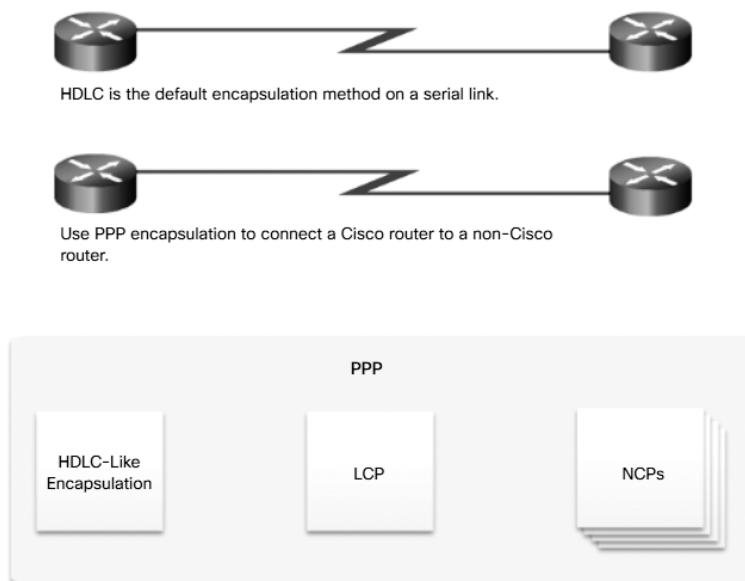 HDLC is the default encapsulation method on a serial link.
Use PPP encapsulation to connect a Cisco router to a non-Cisco
router.
PPP
HDLC-Like
Encapsulation
LCP
NCPs